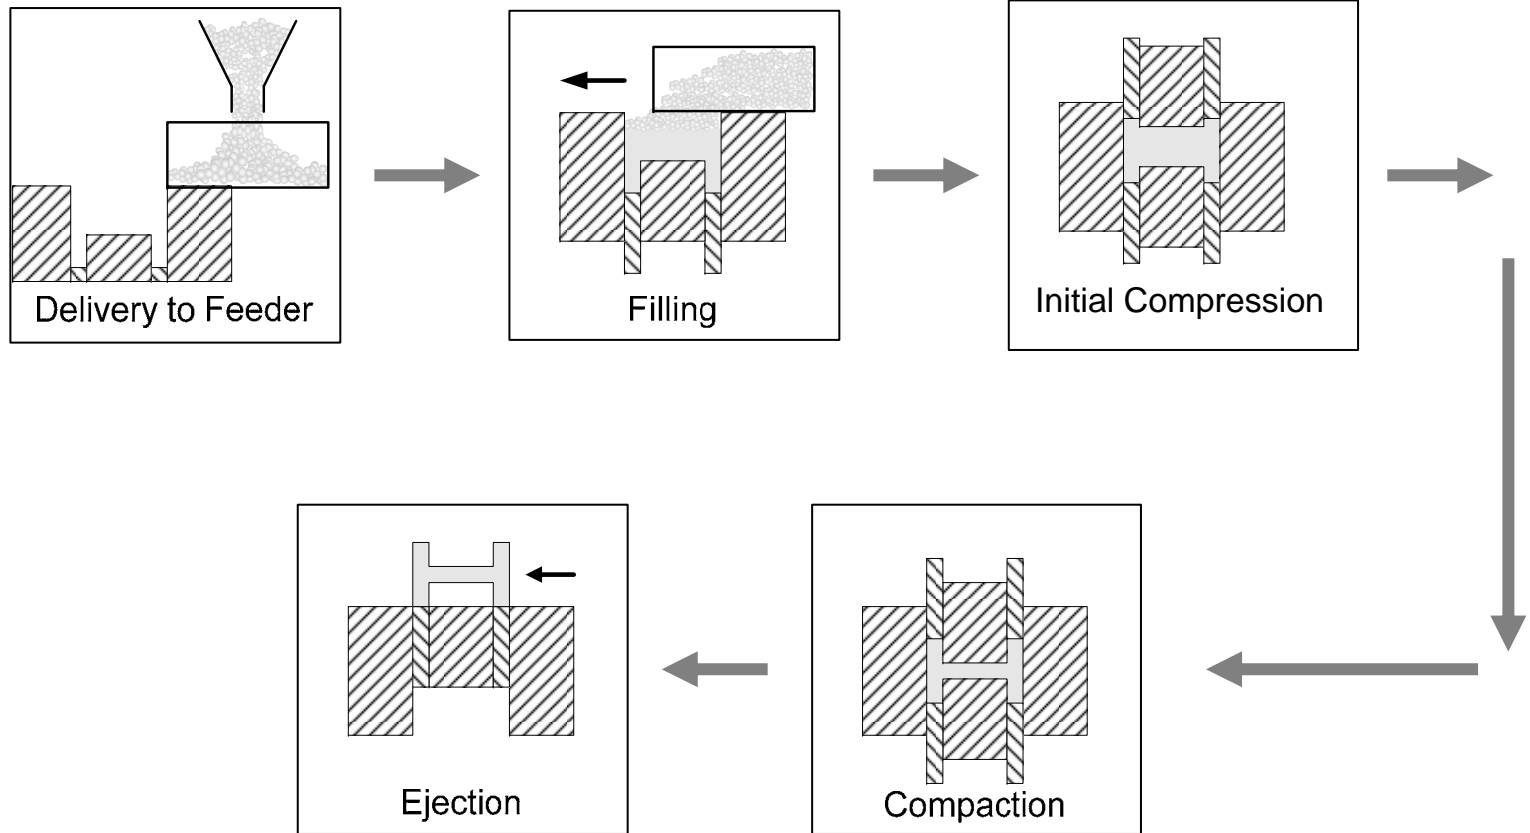 Delivery to Feeder
Filling
Initial Compression
Compaction
Ejection